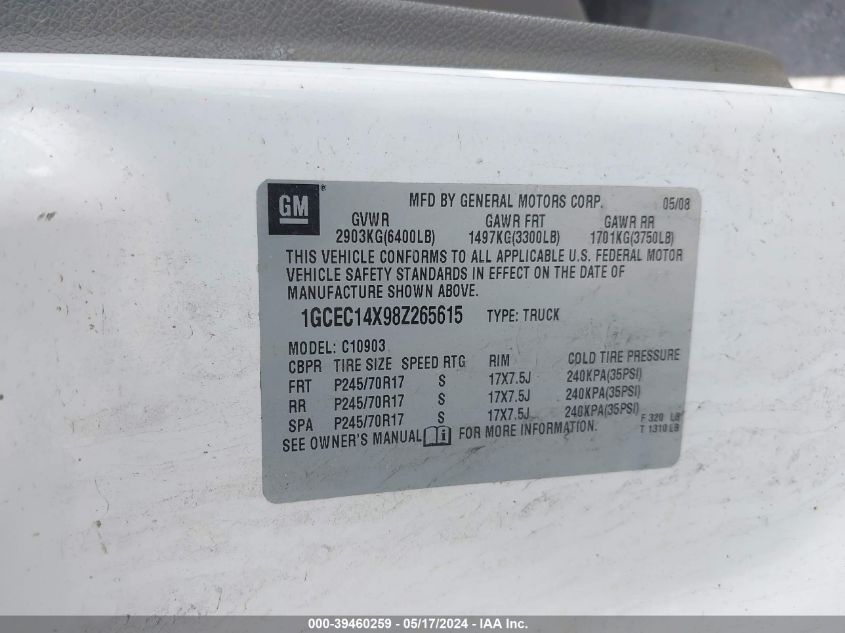 GM ®
MFD BY GENERAL MOTORS CORP. 05/08
GVWR GAWR FRT GAWR RR
2903KG(6400LB) 1497KG(3300LB) 1701KG(3750LB)
THIS VEHICLE CONFORMS TO ALL APPLICABLE U.S. FEDERAL MOTOR
VEHICLE SAFETY STANDARDS IN EFFECT ON THE DATE OF
MANUFACTURE SHOWN ABOVE.
1GCEC14X98Z265615 TYPE: TRUCK
MODEL: C10903
CBPR TIRE SIZE SPEED RTG RIM COLD TIRE PRESSURE
FRT P245/70R17 S 17X7.5J 240KPA(35PSI)
RR P245/70R17 S 17X7.5J 240KPA(35PSI)
SPA P245/70R17 S 17X7.5J 240KPA(35PSI)
F 320 LB
T 1310 LB
SEE OWNER'S MANUAL i FOR MORE INFORMATION.
000-39460259 - 05/17/2024 - IAA Inc.